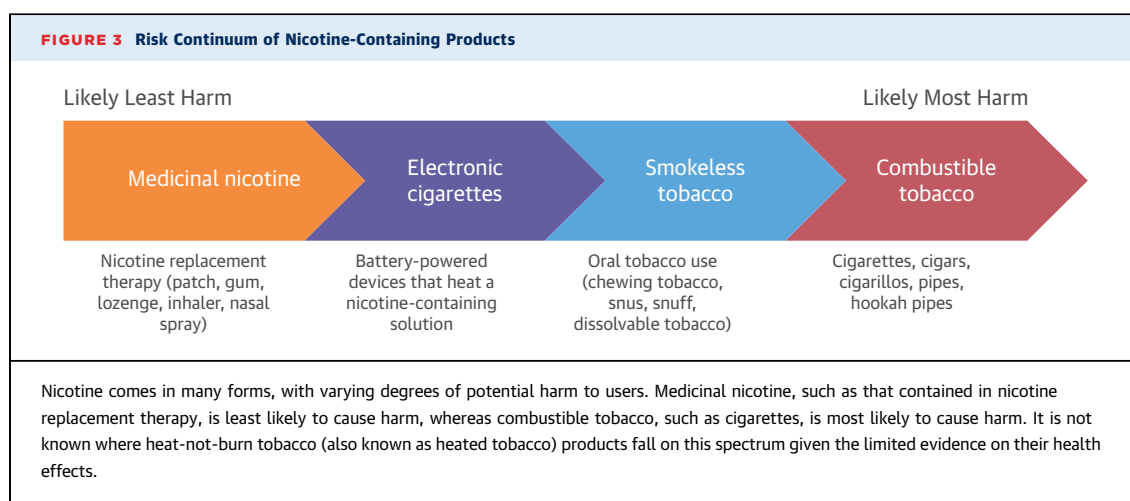 FIGURE 3 Risk Continuum of Nicotine-Containing Products
Likely Least Harm
Likely Most Harm
Medicinal nicotine
Electronic
cigarettes
Smokeless
tobacco
Combustible
tobacco
Nicotine replacement
therapy (patch, gum,
lozenge, inhaler, nasal
spray)
Battery-powered
devices that heat a
nicotine-containing
solution
Oral tobacco use
(chewing tobacco,
snus, snuff,
dissolvable tobacco)
Cigarettes, cigars,
cigarillos, pipes,
hookah pipes
Nicotine comes in many forms, with varying degrees of potential harm to users. Medicinal nicotine, such as that contained in nicotine
replacement therapy, is least likely to cause harm, whereas combustible tobacco, such as cigarettes, is most likely to cause harm. It is not
known where heat-not-burn tobacco (also known as heated tobacco) products fall on this spectrum given the limited evidence on their health
effects.